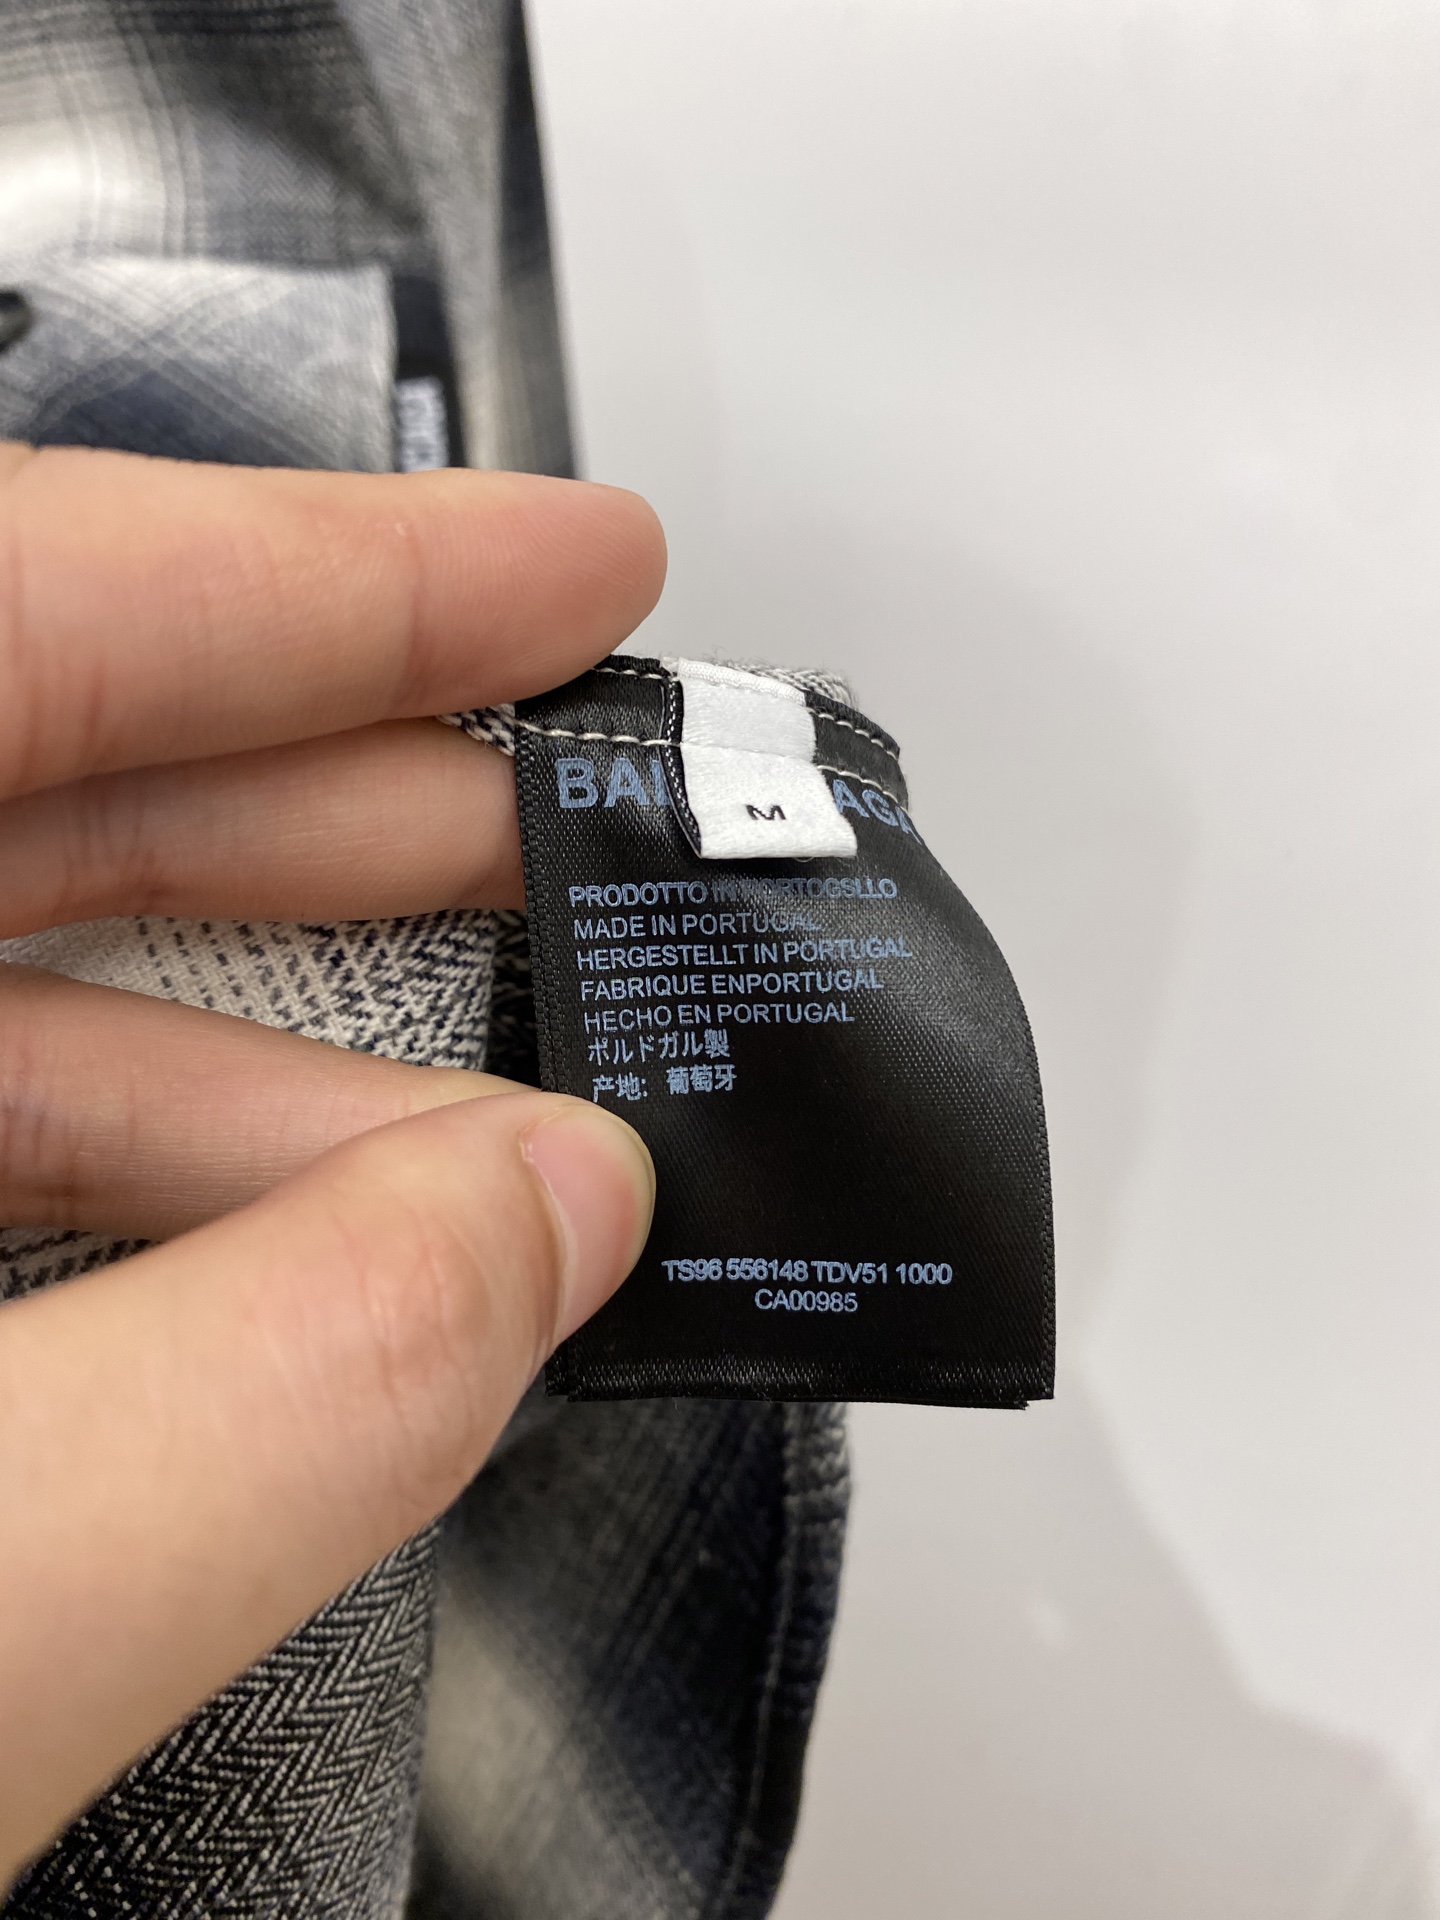 M
PRODOTTO IN PORTOGSLLO
MADE IN PORTUGAL
HERGESTELLT IN PORTUGAL
FABRIQUE ENPORTUGAL
HECHO EN PORTUGAL
ポルドガル製
产地: 葡萄牙
TS96 556148 TDV51 1000
CA00985